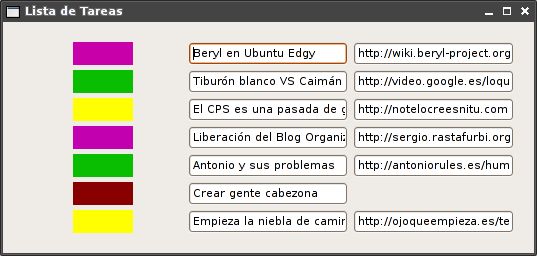 Lista de Tareas
Beryl en Ubuntu Edgy http://wiki.beryl-project.org
Tiburón blanco VS Caimán http://video.google.es/loqu
El CPS es una pasada de g http://notelocreesnitu.com
Liberación del Blog Organiz http://sergio.rastafurbi.org
Antonio y sus problemas http://antoniorules.es/hum
Crear gente cabezona
Empieza la niebla de camin http://ojoqueempieza.es/te